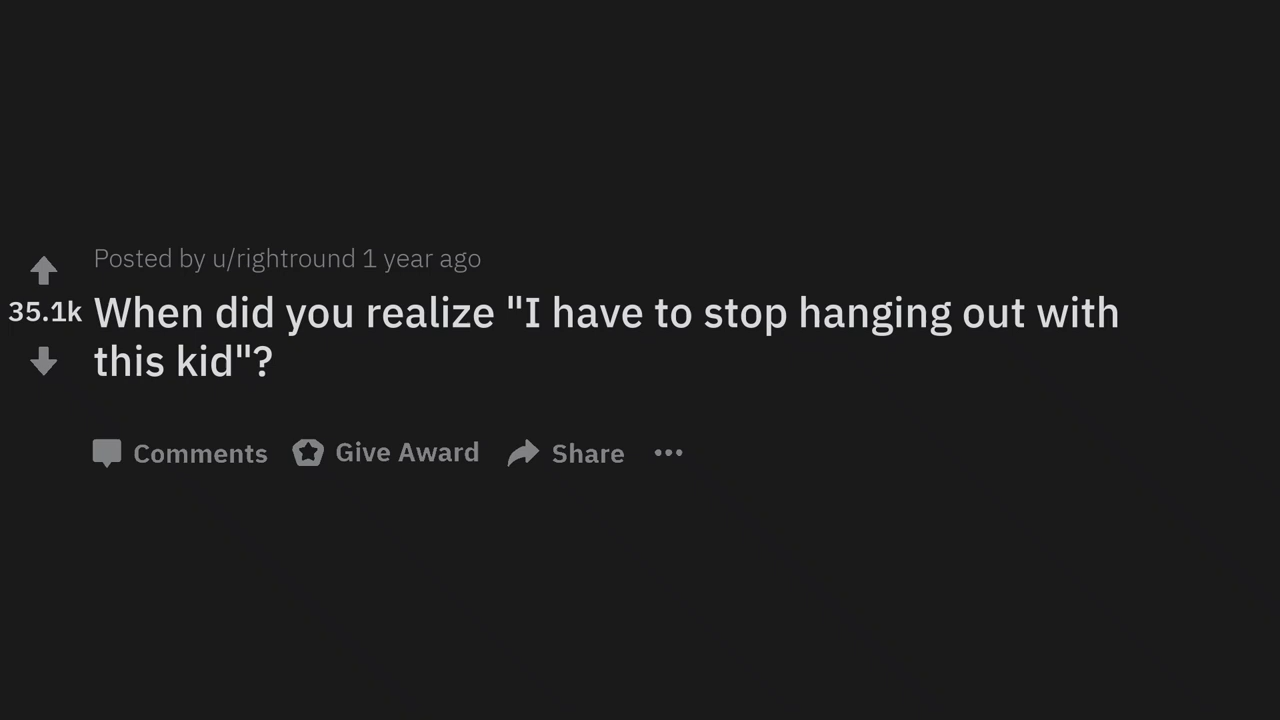 Posted by u/rightround 1 year ago
35.1k
When did you realize "I have to stop hanging out with
this kid"?
Comments Give Award Share